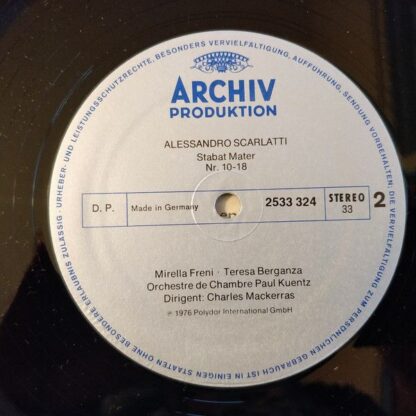 ALLE URHEBER- UND LEISTUNGSSCHUTZRECHTE, BESONDERS VERVIELFÄLTIGUNG, AUFFÜHRUNG, SENDUNG VORBEHALTEN. DIE VERVIELFÄLTIGUNG ZUM PERSÖNLICHEN GEBRAUCH IST IN EINIGEN STAATEN OHNE BESONDERE ERLAUBNIS ZULÄSSIG
ARCHIV
PRODUKTION
ALESSANDRO SCARLATTI
Stabat Mater
Nr. 10-18
D. P. Made in Germany 2533 324 STEREO 33 2
Mirella Freni · Teresa Berganza
Orchestre de Chambre Paul Kuentz
Dirigent: Charles Mackerras
℗ 1976 Polydor International GmbH